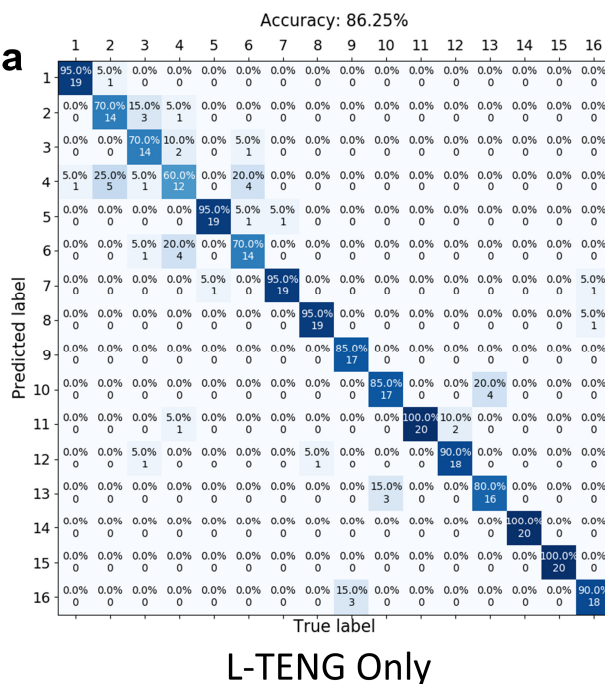 Accuracy: 86.25%
a
1 2 3 4 5 6 7 8 9 10 11 12 13 14 15 16
1 95.0% 5.0% 0.0% 0.0% 0.0% 0.0% 0.0% 0.0% 0.0% 0.0% 0.0% 0.0% 0.0% 0.0% 0.0% 0.0%
19 1 0 0 0 0 0 0 0 0 0 0 0 0 0 0
2 0.0% 70.0% 15.0% 5.0% 0.0% 0.0% 0.0% 0.0% 0.0% 0.0% 0.0% 0.0% 0.0% 0.0% 0.0% 0.0%
0 14 3 1 0 0 0 0 0 0 0 0 0 0 0 0
3 0.0% 0.0% 70.0% 10.0% 0.0% 5.0% 0.0% 0.0% 0.0% 0.0% 0.0% 0.0% 0.0% 0.0% 0.0% 0.0%
0 0 14 2 0 1 0 0 0 0 0 0 0 0 0 0
4 5.0% 25.0% 5.0% 60.0% 0.0% 20.0% 0.0% 0.0% 0.0% 0.0% 0.0% 0.0% 0.0% 0.0% 0.0% 0.0%
1 5 1 12 0 4 0 0 0 0 0 0 0 0 0 0
5 0.0% 0.0% 0.0% 0.0% 95.0% 5.0% 5.0% 0.0% 0.0% 0.0% 0.0% 0.0% 0.0% 0.0% 0.0% 0.0%
0 0 0 0 19 1 1 0 0 0 0 0 0 0 0 0
6 0.0% 0.0% 5.0% 20.0% 0.0% 70.0% 0.0% 0.0% 0.0% 0.0% 0.0% 0.0% 0.0% 0.0% 0.0% 0.0%
0 0 1 4 0 14 0 0 0 0 0 0 0 0 0 0
7 0.0% 0.0% 0.0% 0.0% 5.0% 0.0% 95.0% 0.0% 0.0% 0.0% 0.0% 0.0% 0.0% 0.0% 0.0% 5.0%
0 0 0 0 1 0 19 0 0 0 0 0 0 0 0 1
8 0.0% 0.0% 0.0% 0.0% 0.0% 0.0% 0.0% 95.0% 0.0% 0.0% 0.0% 0.0% 0.0% 0.0% 0.0% 5.0%
0 0 0 0 0 0 0 19 0 0 0 0 0 0 0 1
9 0.0% 0.0% 0.0% 0.0% 0.0% 0.0% 0.0% 0.0% 85.0% 0.0% 0.0% 0.0% 0.0% 0.0% 0.0% 0.0%
0 0 0 0 0 0 0 0 17 0 0 0 0 0 0 0
10 0.0% 0.0% 0.0% 0.0% 0.0% 0.0% 0.0% 0.0% 0.0% 85.0% 0.0% 0.0% 20.0% 0.0% 0.0% 0.0%
0 0 0 0 0 0 0 0 0 17 0 0 4 0 0 0
11 0.0% 0.0% 0.0% 5.0% 0.0% 0.0% 0.0% 0.0% 0.0% 0.0% 100.0% 10.0% 0.0% 0.0% 0.0% 0.0%
0 0 0 1 0 0 0 0 0 0 20 2 0 0 0 0
12 0.0% 0.0% 5.0% 0.0% 0.0% 0.0% 0.0% 5.0% 0.0% 0.0% 0.0% 90.0% 0.0% 0.0% 0.0% 0.0%
0 0 1 0 0 0 0 1 0 0 0 18 0 0 0 0
13 0.0% 0.0% 0.0% 0.0% 0.0% 0.0% 0.0% 0.0% 0.0% 15.0% 0.0% 0.0% 80.0% 0.0% 0.0% 0.0%
0 0 0 0 0 0 0 0 0 3 0 0 16 0 0 0
14 0.0% 0.0% 0.0% 0.0% 0.0% 0.0% 0.0% 0.0% 0.0% 0.0% 0.0% 0.0% 0.0% 100.0% 0.0% 0.0%
0 0 0 0 0 0 0 0 0 0 0 0 0 20 0 0
15 0.0% 0.0% 0.0% 0.0% 0.0% 0.0% 0.0% 0.0% 0.0% 0.0% 0.0% 0.0% 0.0% 0.0% 100.0% 0.0%
0 0 0 0 0 0 0 0 0 0 0 0 0 0 20 0
16 0.0% 0.0% 0.0% 0.0% 0.0% 0.0% 0.0% 0.0% 15.0% 0.0% 0.0% 0.0% 0.0% 0.0% 0.0% 90.0%
0 0 0 0 0 0 0 0 3 0 0 0 0 0 0 18
Predicted label
True label
L-TENG Only